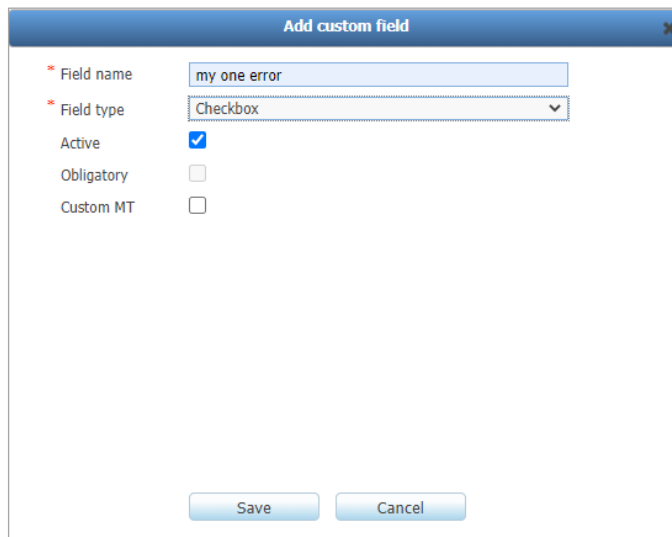 Add custom field
* Field name my one error
* Field type Checkbox
Active
Obligatory
Custom MT
Save Cancel